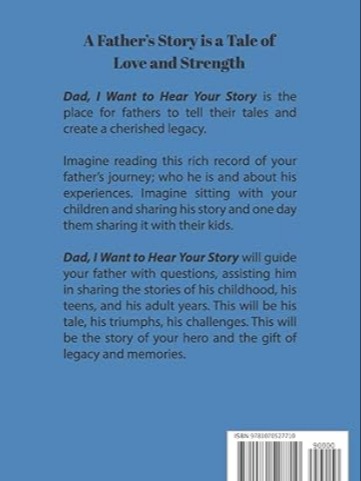 A Father's Story is a Tale of
Love and Strength
Dad, I Want to Hear Your Story is the
place for fathers to tell their tales and
create a cherished legacy.
Imagine reading this rich record of your
father's journey; who he is and about his
experiences. Imagine sitting with your
children and sharing his story and one day
them sharing it with their kids.
Dad, I Want to Hear Your Story will guide
your father with questions, assisting him
in sharing the stories of his childhood, his
teens, and his adult years. This will be his
tale, his triumphs, his challenges. This will
be the story of your hero and the gift of
legacy and memories.
ISBN 9781070527710
90000